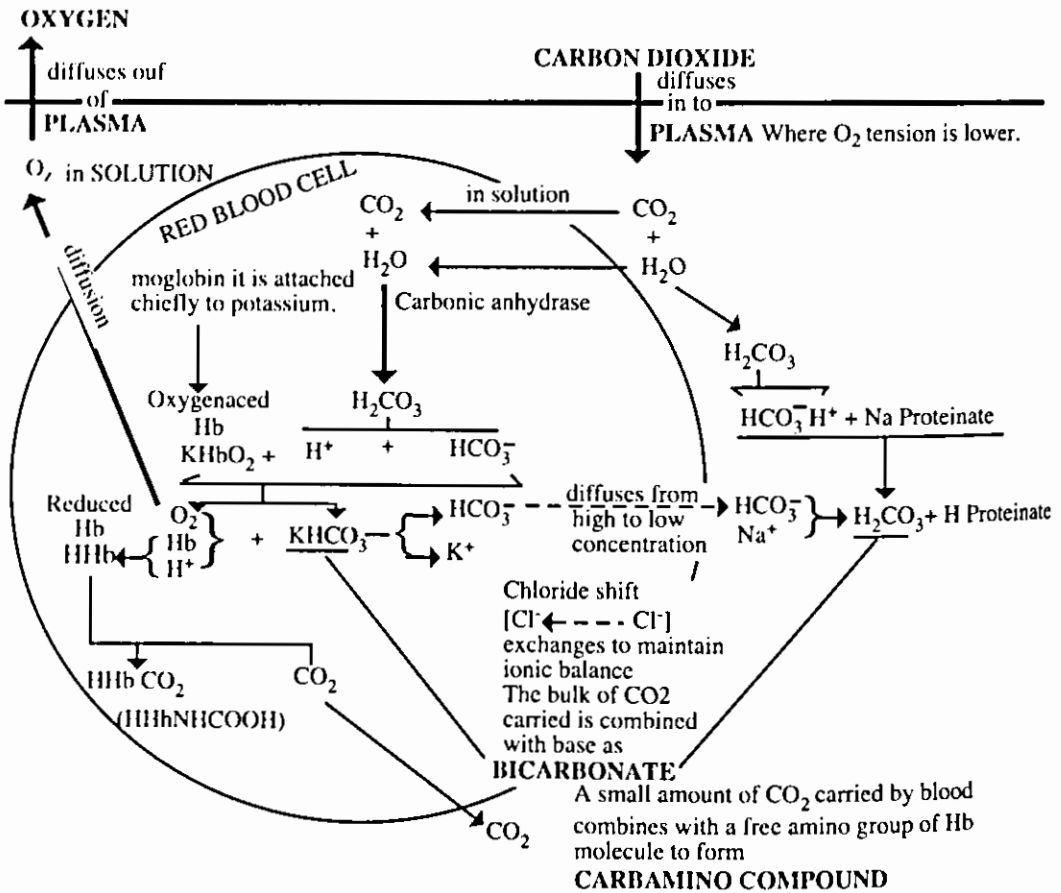 OXYGEN
diffuses ouf
of
PLASMA
CARBON DIOXIDE
diffuses
in to
PLASMA Where O₂ tension is lower.
O, in SOLUTION
diffusion
RED BLOOD CELL
CO₂
+
H₂O
in solution
CO₂
+
H₂O
moglobin it is attached
chiefly to potassium.
Carbonic anhydrase
H₂CO₃
HCO₃⁻ H⁺ + Na Proteinate
Oxygenaced
Hb
KHbO₂ +
H₂CO₃
H⁺ + HCO₃⁻
Reduced
Hb
HHb
O₂
Hb
H⁺
+
KHCO₃
HCO₃⁻
K⁺
diffuses from
high to low
concentration
HCO₃⁻
Na⁺
H₂CO₃ + H Proteinate
Chloride shift
[Cl⁻ Cl⁻]
exchanges to maintain
ionic balance
The bulk of CO2
carried is combined
with base as
BICARBONATE
HHb CO₂
(HHhNHCOOH)
CO₂
CO₂
A small amount of CO₂ carried by blood
combines with a free amino group of Hb
molecule to form
CARBAMINO COMPOUND